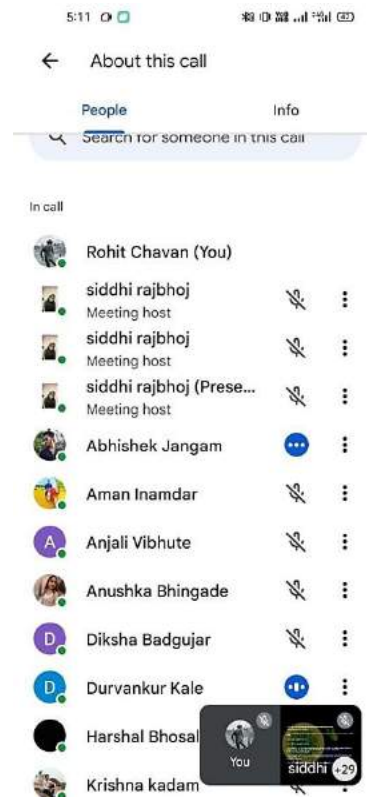 5:11
About this call
People Info
Search for someone in this call
In call
Rohit Chavan (You)
siddhi rajbhoj
Meeting host
siddhi rajbhoj
Meeting host
siddhi rajbhoj (Prese...
Meeting host
Abhishek Jangam
Aman Inamdar
A Anjali Vibhute
Anushka Bhingade
D Diksha Badgujar
D Durvankur Kale
Harshal Bhosal
You siddhi +29
Krishna kadam